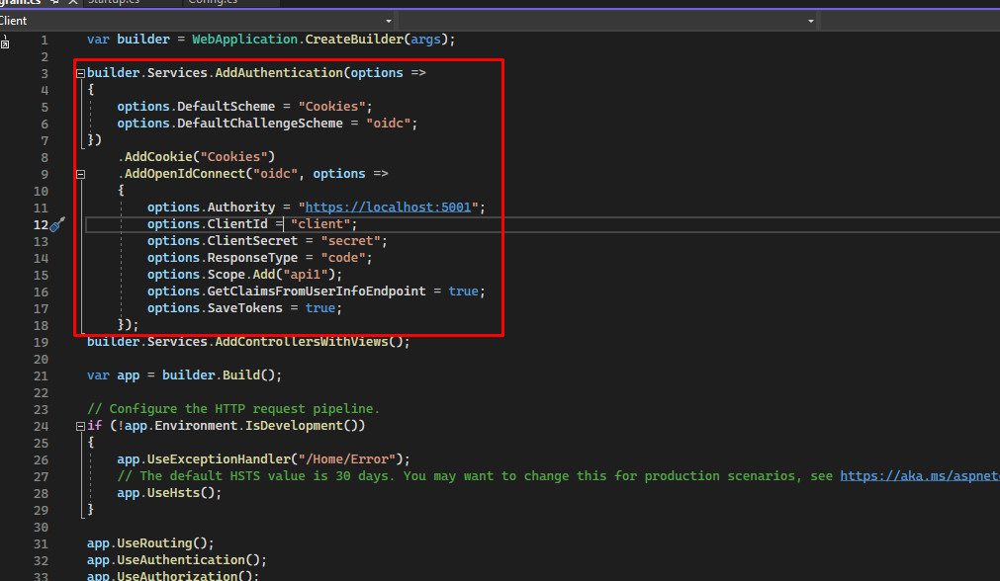 gram.cs Startup.cs Config.cs
Client
1 var builder = WebApplication.CreateBuilder(args);
2
3 builder.Services.AddAuthentication(options =>
4 {
5 options.DefaultScheme = "Cookies";
6 options.DefaultChallengeScheme = "oidc";
7 })
8 .AddCookie("Cookies")
9 .AddOpenIdConnect("oidc", options =>
10 {
11 options.Authority = "https://localhost:5001";
12 options.ClientId = "client";
13 options.ClientSecret = "secret";
14 options.ResponseType = "code";
15 options.Scope.Add("api1");
16 options.GetClaimsFromUserInfoEndpoint = true;
17 options.SaveTokens = true;
18 });
19 builder.Services.AddControllersWithViews();
20
21 var app = builder.Build();
22
23 // Configure the HTTP request pipeline.
24 if (!app.Environment.IsDevelopment())
25 {
26 app.UseExceptionHandler("/Home/Error");
27 // The default HSTS value is 30 days. You may want to change this for production scenarios, see https://aka.ms/aspnet
28 app.UseHsts();
29 }
30
31 app.UseRouting();
32 app.UseAuthentication();
33 app.UseAuthorization();